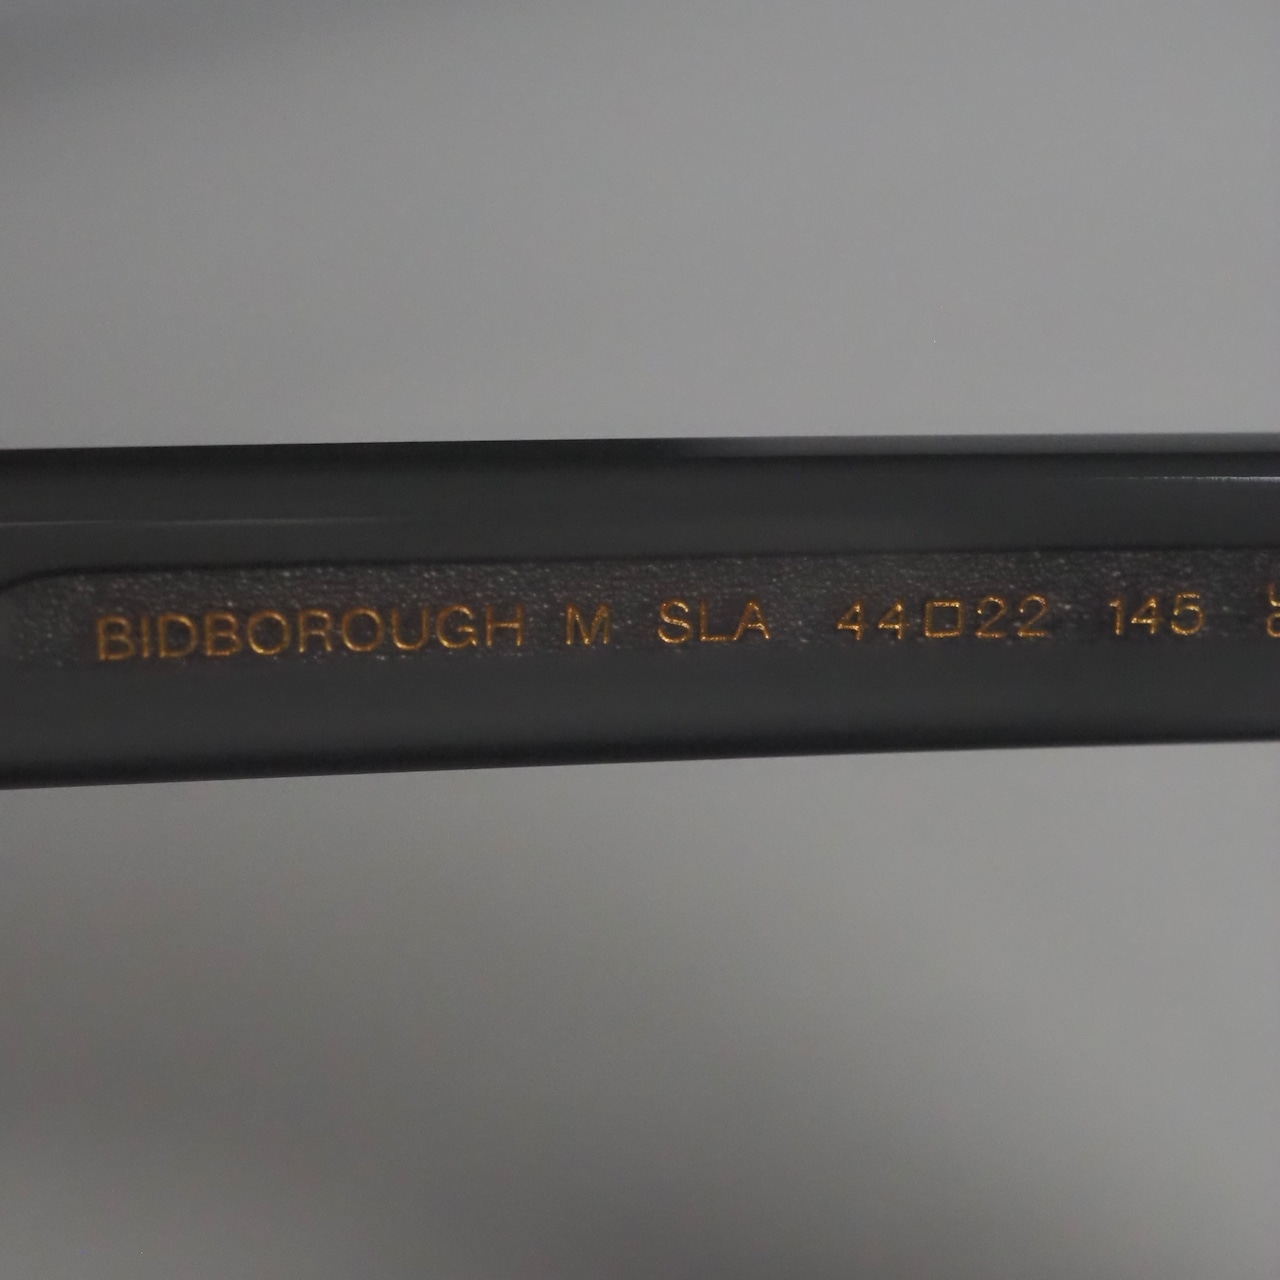 BIDBOROUGH M SLA 44□22 145